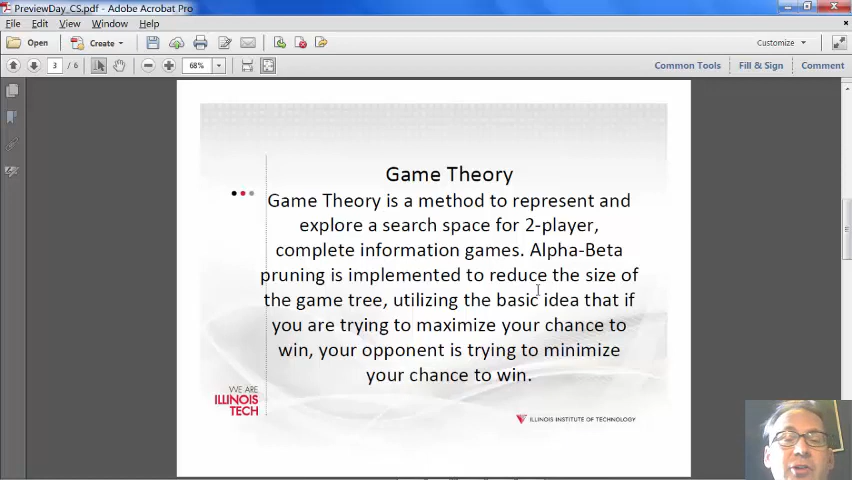 PreviewDay_CS.pdf - Adobe Acrobat Pro
File Edit View Window Help
Open Create Customize
3 / 6 68% Common Tools Fill & Sign Comment
Game Theory
Game Theory is a method to represent and
explore a search space for 2-player,
complete information games. Alpha-Beta
pruning is implemented to reduce the size of
the game tree, utilizing the basic idea that if
you are trying to maximize your chance to
win, your opponent is trying to minimize
your chance to win.
WE ARE
ILLINOIS
TECH
ILLINOIS INSTITUTE OF TECHNOLOGY